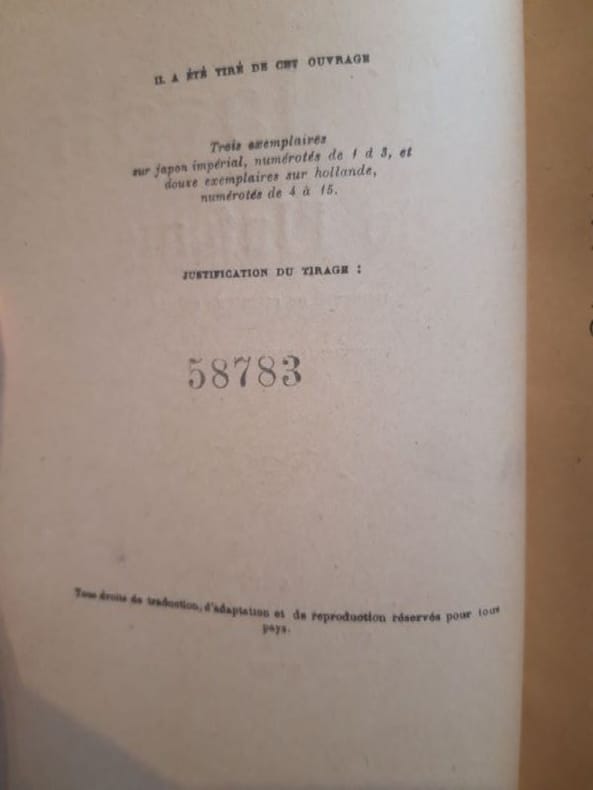 IL A ÉTÉ TIRÉ DE CET OUVRAGE
Trois exemplaires
sur japon impérial, numérotés de 1 à 3, et
douze exemplaires sur hollande,
numérotés de 4 à 15.
JUSTIFICATION DU TIRAGE :
58783
Tous droits de traduction, d'adaptation et de reproduction réservés pour tous
pays.